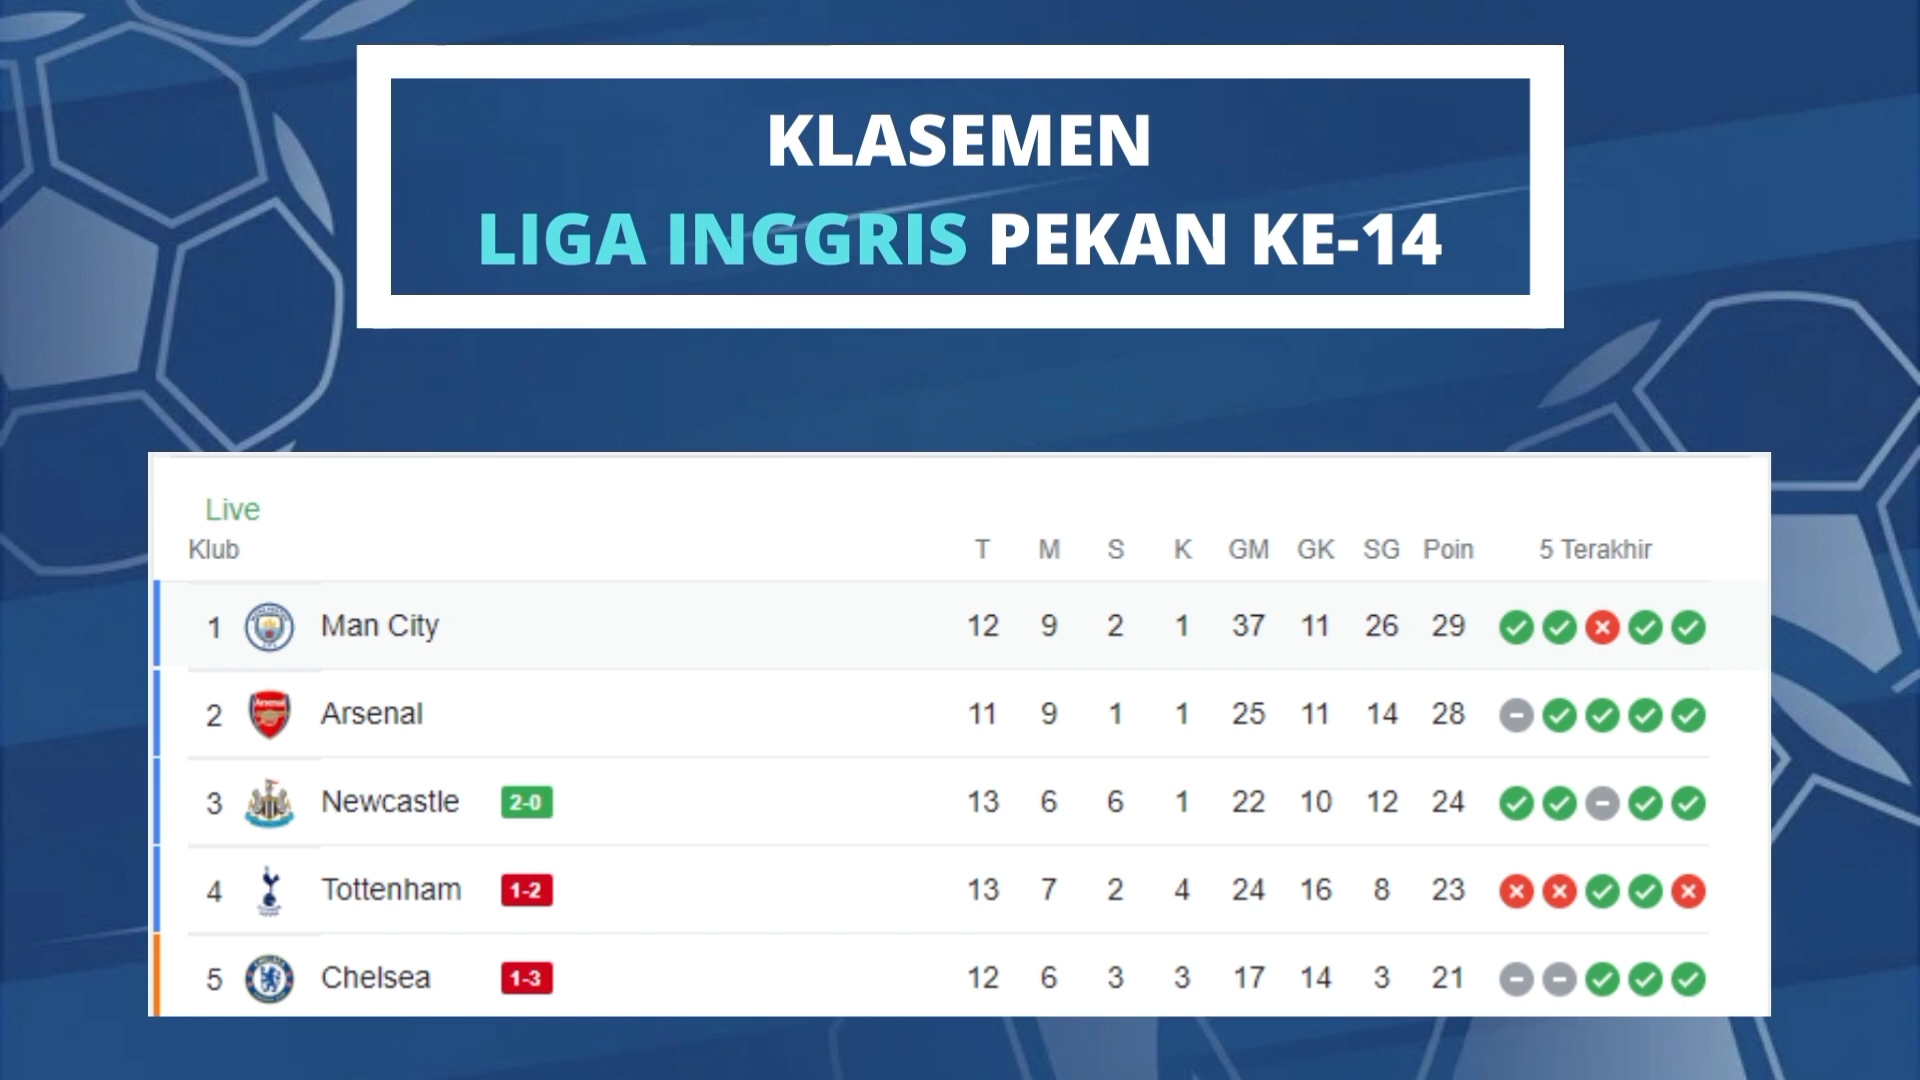 KLASEMEN
LIGA INGGRIS PEKAN KE-14
Live
Klub T M S K GM GK SG Poin 5 Terakhir
1 Man City 12 9 2 1 37 11 26 29
2 Arsenal 11 9 1 1 25 11 14 28
3 Newcastle 2-0 13 6 6 1 22 10 12 24
4 Tottenham 1-2 13 7 2 4 24 16 8 23
5 Chelsea 1-3 12 6 3 3 17 14 3 21